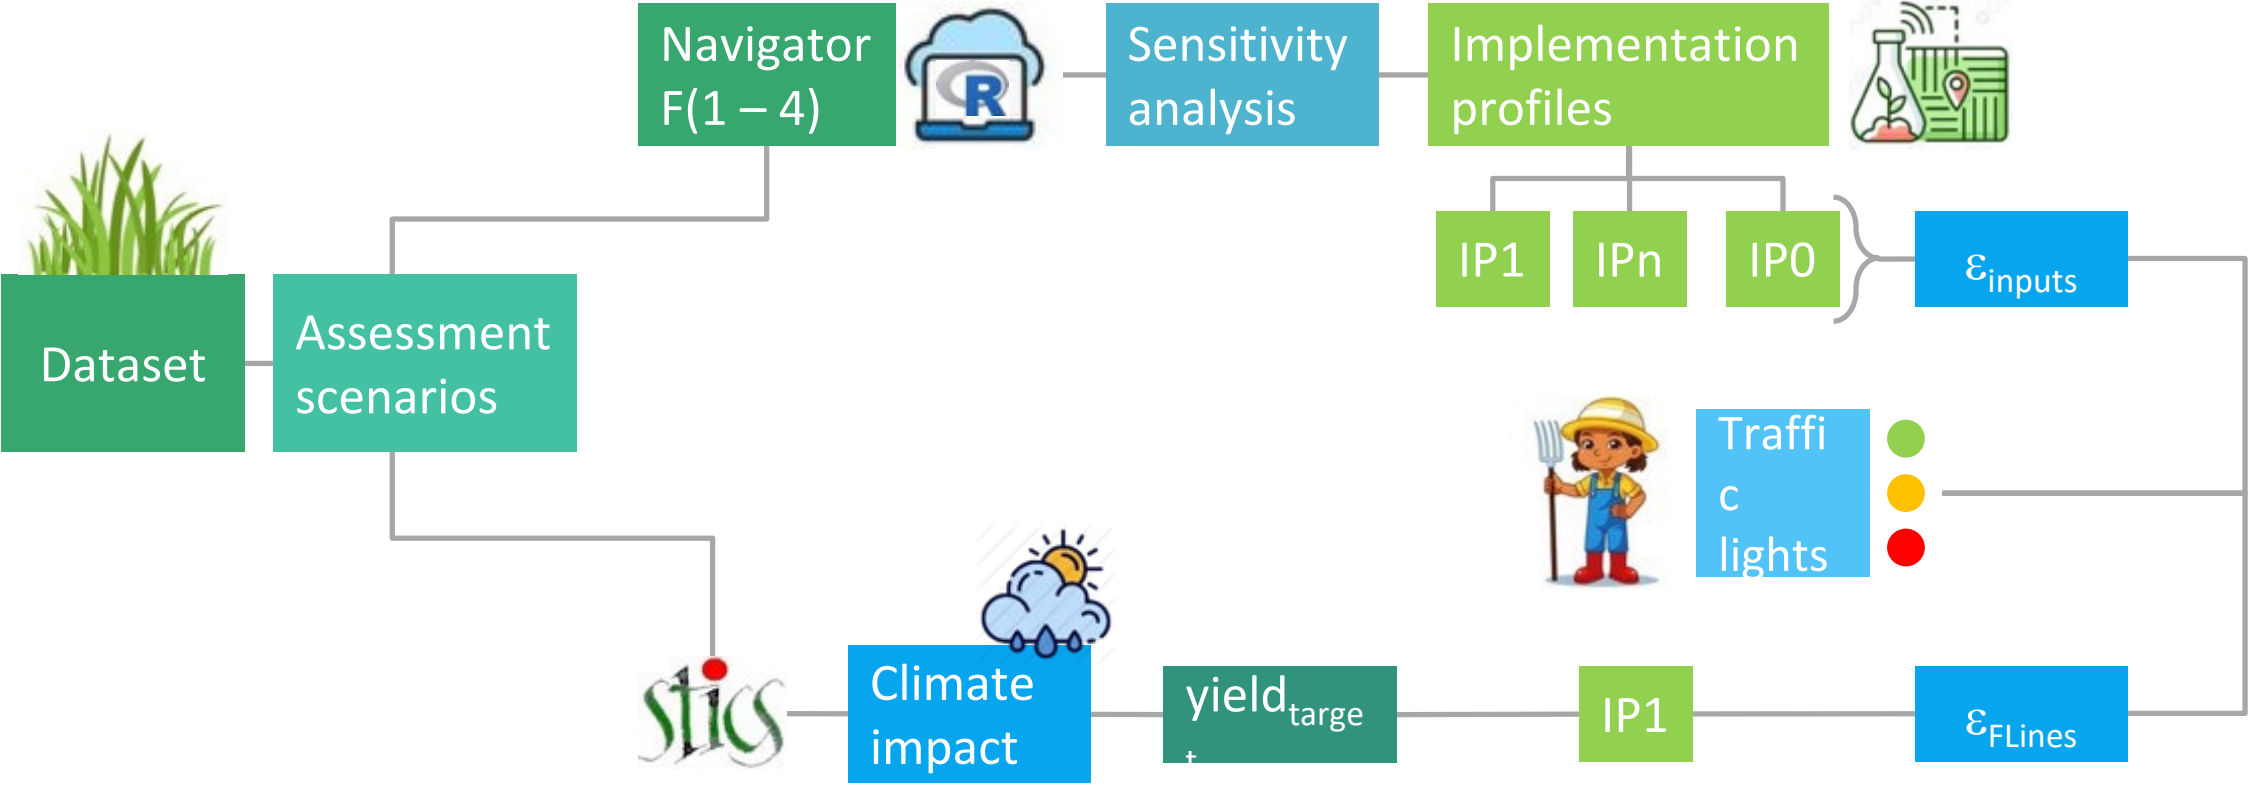 Navigator
F(1 – 4)
R
Sensitivity
analysis
Implementation
profiles
IP1
IPn
IP0
εinputs
Dataset
Assessment
scenarios
Traffi
c
lights
stics
Climate
impact
yieldtarge
t
IP1
εFLines